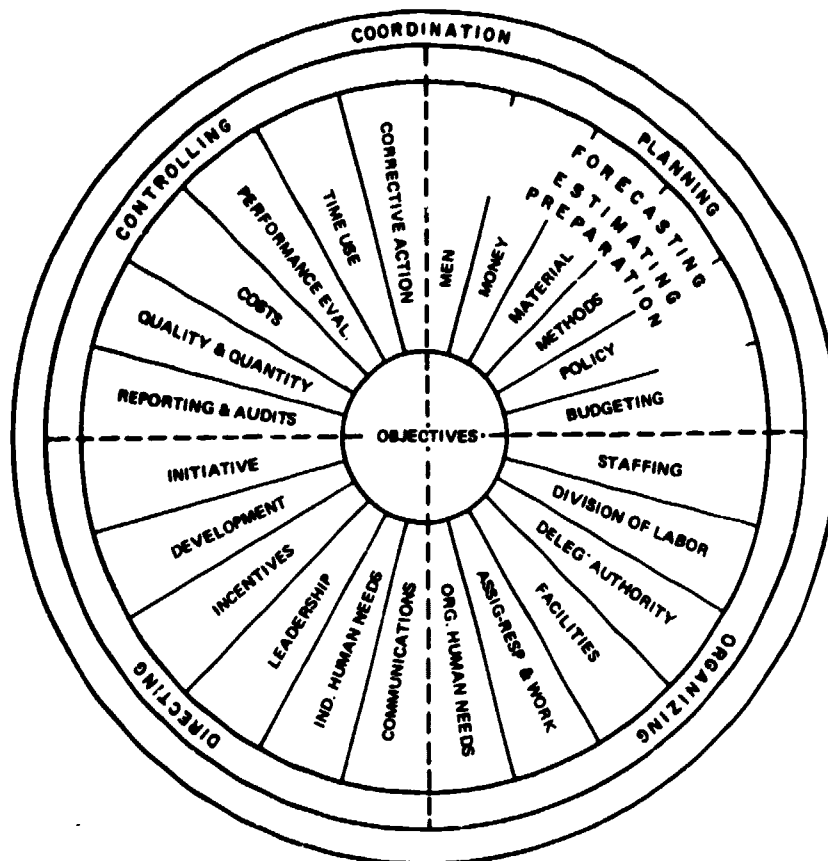 COORDINATION
PLANNING
FORECASTING
ESTIMATING
PREPARATION
MEN
MONEY
MATERIAL
METHODS
POLICY
BUDGETING
ORGANIZING
STAFFING
DIVISION OF LABOR
DELEG' AUTHORITY
FACILITIES
ASSIG-RESP & WORK
ORG. HUMAN NEEDS
DIRECTING
COMMUNICATIONS
IND. HUMAN NEEDS
LEADERSHIP
INCENTIVES
DEVELOPMENT
INITIATIVE
CONTROLLING
REPORTING & AUDITS
QUALITY & QUANTITY
COSTS
PERFORMANCE EVAL.
TIME USE
CORRECTIVE ACTION
OBJECTIVES